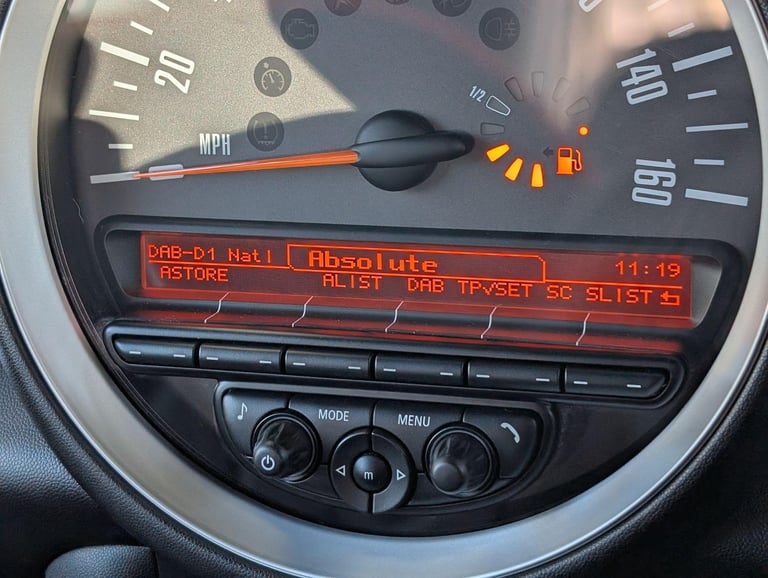 20
MPH
1/2
140
160
DAB-D1 Natl Absolute 11:19
ASTORE ALIST DAB TP√SET SC SLIST
MODE MENU
m